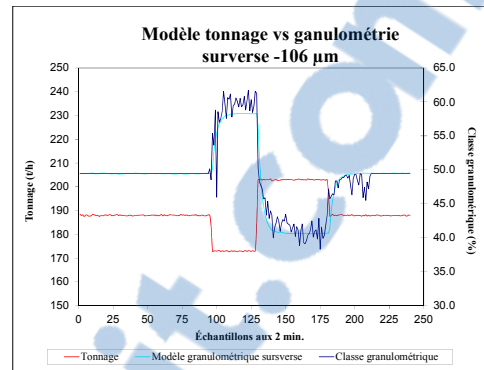 Modèle tonnage vs ganulométrie
surverse -106 µm
250
240
230
220
210
200
190
180
170
160
150
Tonnage (t/h)
65.0
60.0
55.0
50.0
45.0
40.0
35.0
30.0
Classe granulométrique (%)
0 25 50 75 100 125 150 175 200 225 250
Échantillons aux 2 min.
Tonnage Modèle granulométrique sursverse Classe granulométrique